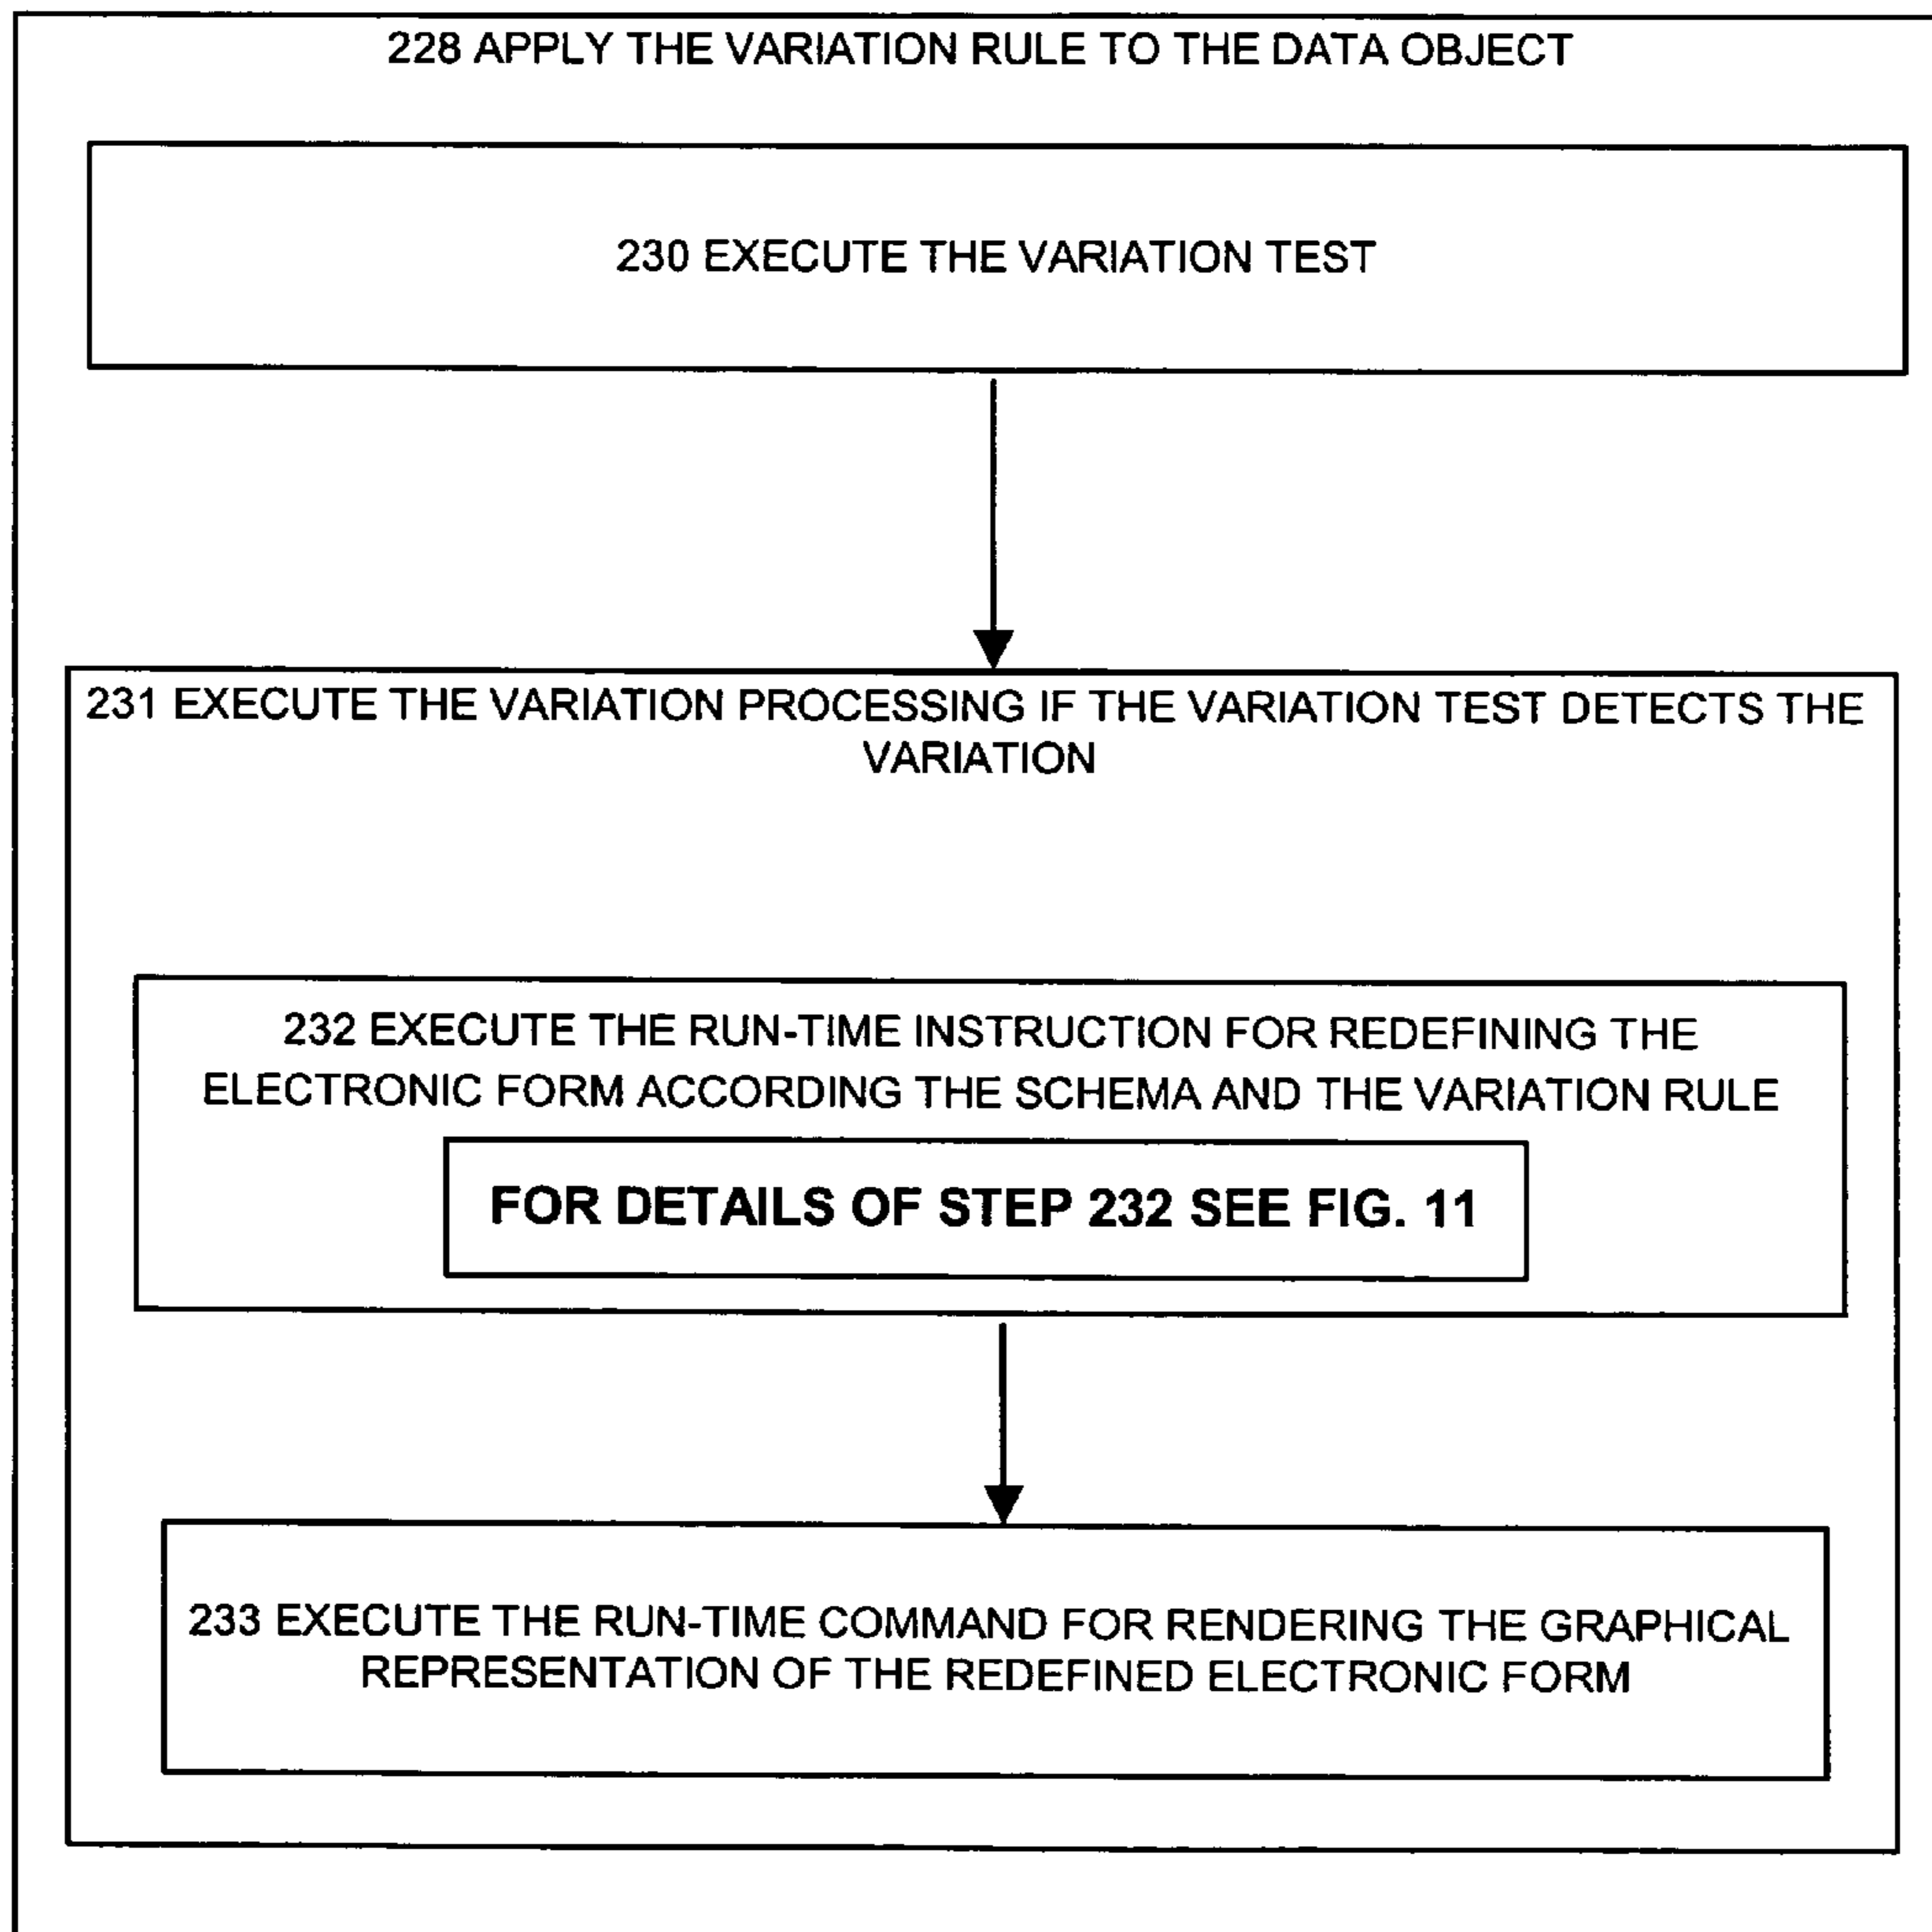 228 APPLY THE VARIATION RULE TO THE DATA OBJECT
230 EXECUTE THE VARIATION TEST
231 EXECUTE THE VARIATION PROCESSING IF THE VARIATION TEST DETECTS THE
VARIATION
232 EXECUTE THE RUN-TIME INSTRUCTION FOR REDEFINING THE
ELECTRONIC FORM ACCORDING THE SCHEMA AND THE VARIATION RULE
FOR DETAILS OF STEP 232 SEE FIG. 11
233 EXECUTE THE RUN-TIME COMMAND FOR RENDERING THE GRAPHICAL
REPRESENTATION OF THE REDEFINED ELECTRONIC FORM